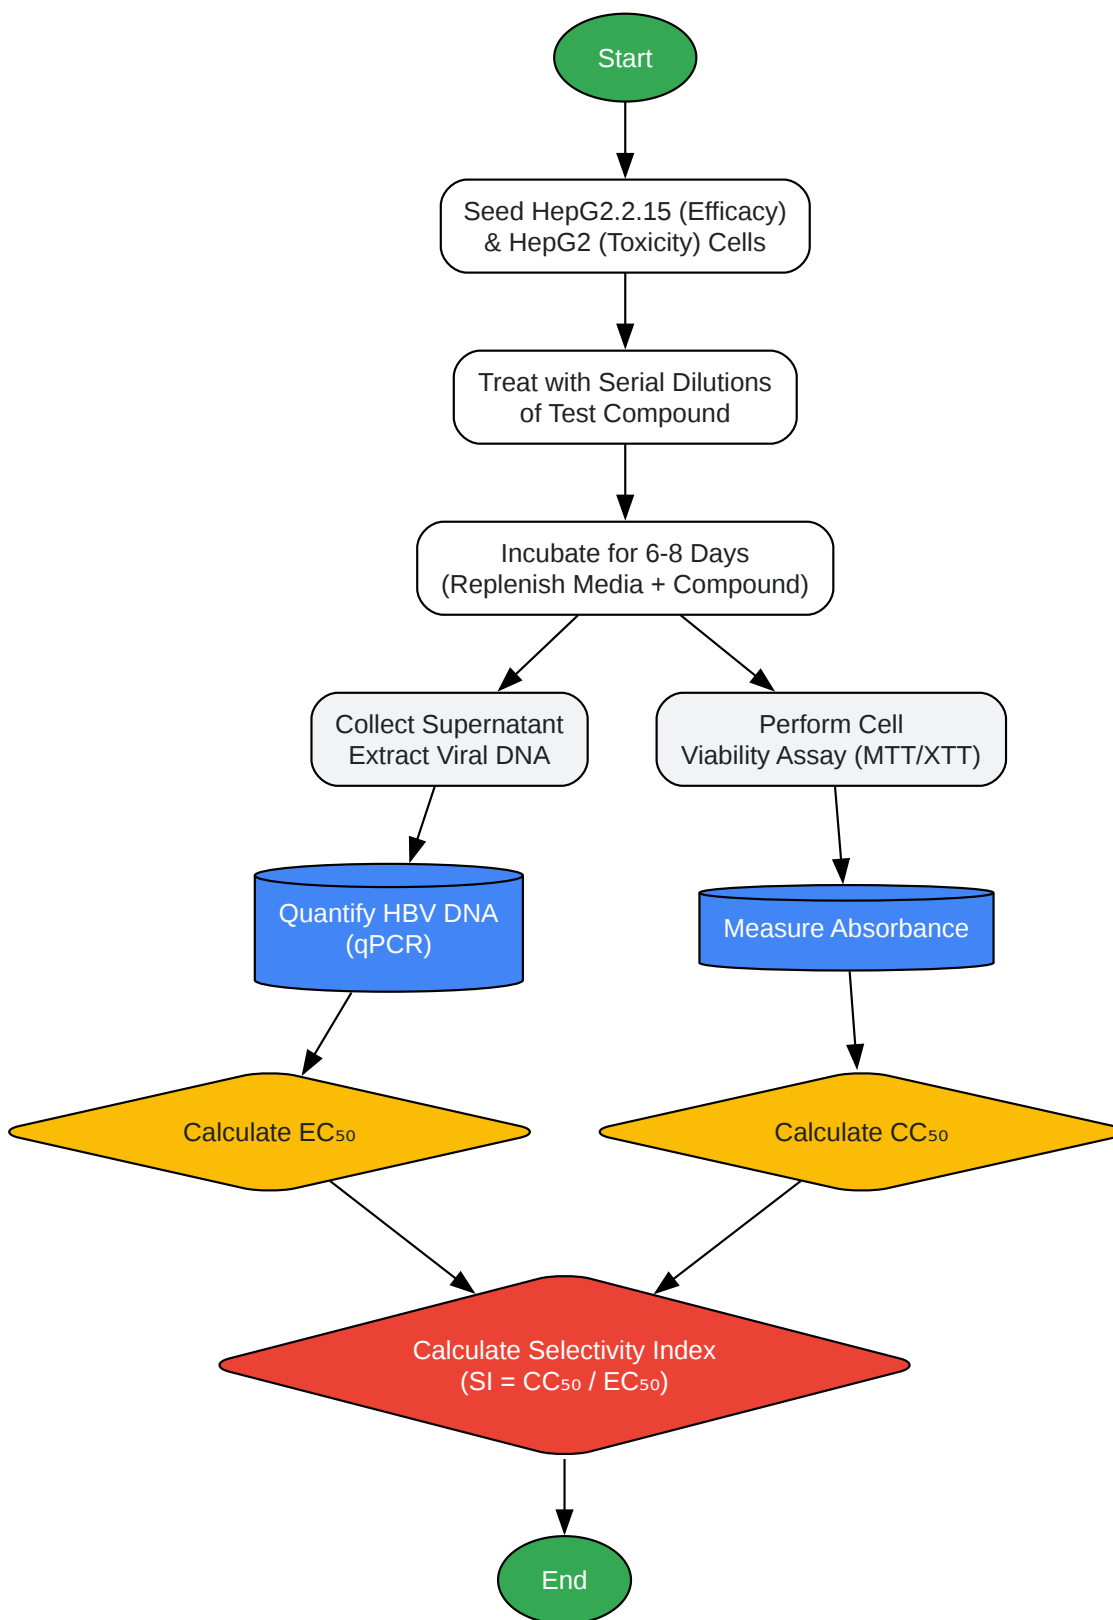 Start
Seed HepG2.2.15 (Efficacy)
& HepG2 (Toxicity) Cells
Treat with Serial Dilutions
of Test Compound
Incubate for 6-8 Days
(Replenish Media + Compound)
Collect Supernatant
Extract Viral DNA
Perform Cell
Viability Assay (MTT/XTT)
Quantify HBV DNA
(qPCR)
Measure Absorbance
Calculate EC₅₀
Calculate CC₅₀
Calculate Selectivity Index
(SI = CC₅₀ / EC₅₀)
End